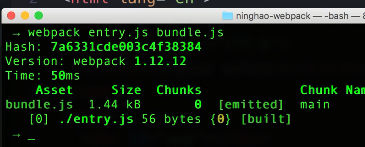 <html lang="en">
ninghao-webpack — -bash — 8
→ webpack entry.js bundle.js
Hash: 7a6331cde003c4f38384
Version: webpack 1.12.12
Time: 50ms
Asset Size Chunks Chunk Nam
bundle.js 1.44 kB 0 [emitted] main
[0] ./entry.js 56 bytes {0} [built]
→ _